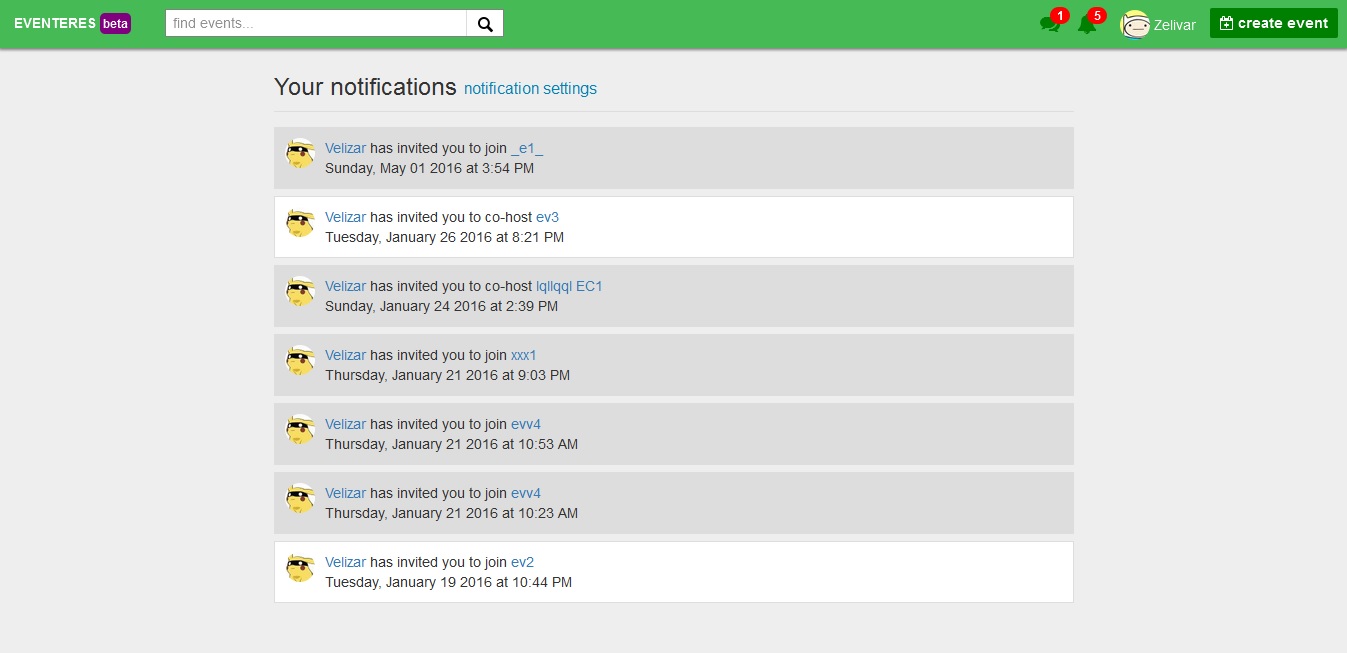 EVENTERES beta
find events...
1
5
Zelivar
create event
Your notifications notification settings
Velizar has invited you to join _e1_
Sunday, May 01 2016 at 3:54 PM
Velizar has invited you to co-host ev3
Tuesday, January 26 2016 at 8:21 PM
Velizar has invited you to co-host lqllqql EC1
Sunday, January 24 2016 at 2:39 PM
Velizar has invited you to join xxx1
Thursday, January 21 2016 at 9:03 PM
Velizar has invited you to join evv4
Thursday, January 21 2016 at 10:53 AM
Velizar has invited you to join evv4
Thursday, January 21 2016 at 10:23 AM
Velizar has invited you to join ev2
Tuesday, January 19 2016 at 10:44 PM